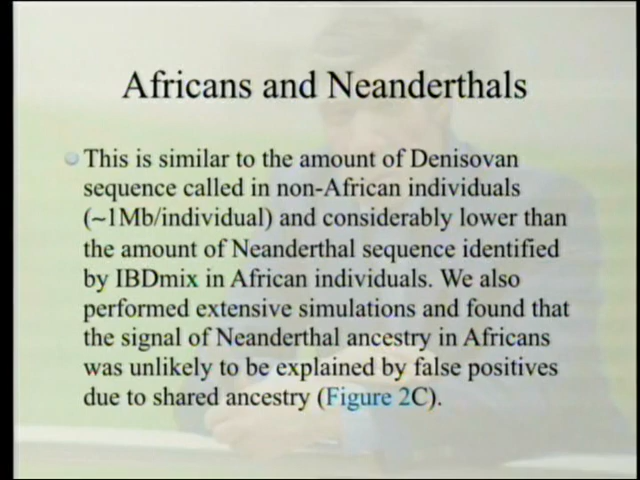 Africans and Neanderthals
This is similar to the amount of Denisovan
sequence called in non-African individuals
(~1Mb/individual) and considerably lower than
the amount of Neanderthal sequence identified
by IBDmix in African individuals. We also
performed extensive simulations and found that
the signal of Neanderthal ancestry in Africans
was unlikely to be explained by false positives
due to shared ancestry (Figure 2C).